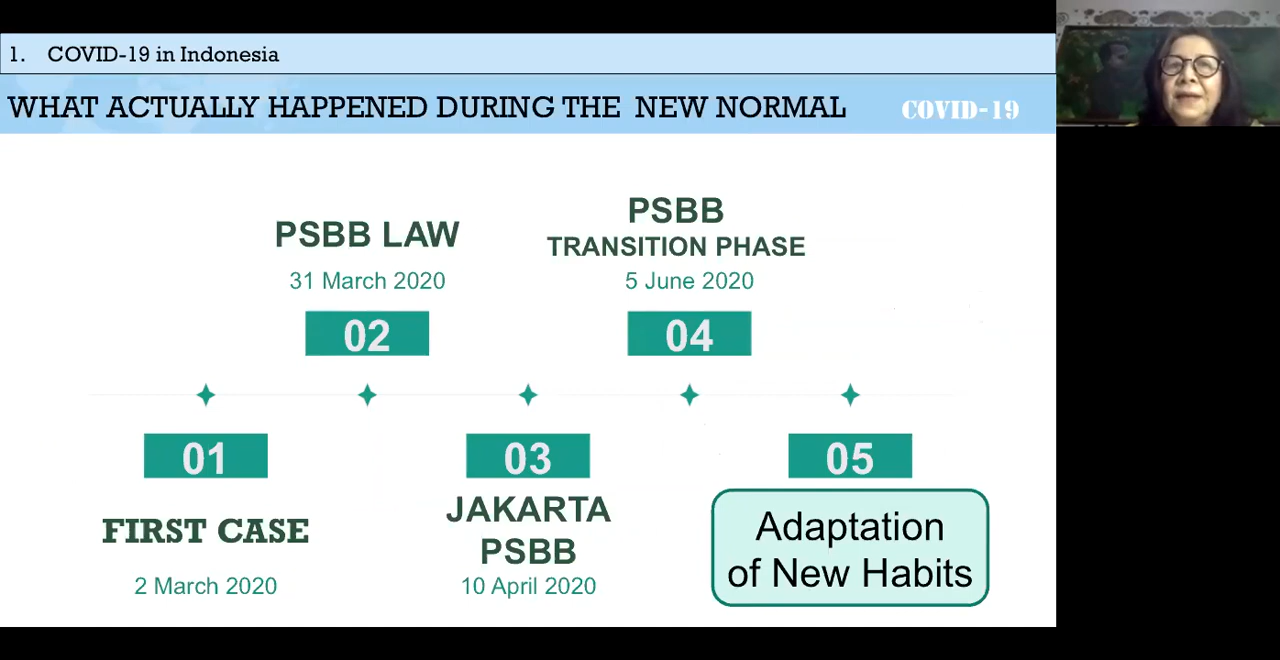 1. COVID-19 in Indonesia
WHAT ACTUALLY HAPPENED DURING THE NEW NORMAL
COVID-19
PSBB LAW
31 March 2020
02
PSBB
TRANSITION PHASE
5 June 2020
04
01
FIRST CASE
2 March 2020
03
JAKARTA
PSBB
10 April 2020
05
Adaptation
of New Habits